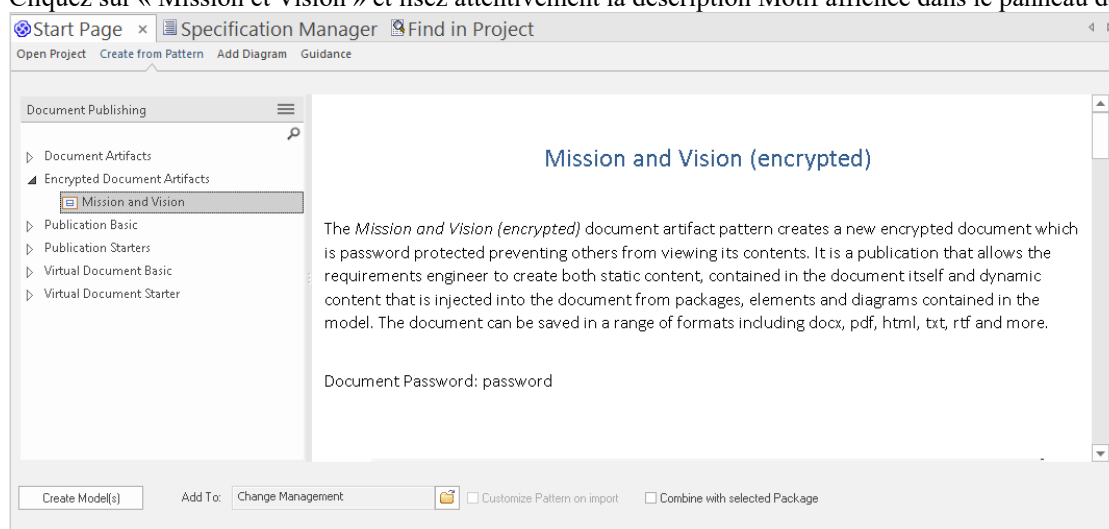 Cliquez sur « Mission et Vision » et lisez attentivement la description Motif affichée dans le panneau
Start Page × Specification Manager Find in Project
Open Project Create from Pattern Add Diagram Guidance
Document Publishing
Document Artifacts
Encrypted Document Artifacts
Mission and Vision
Publication Basic
Publication Starters
Virtual Document Basic
Virtual Document Starter
Mission and Vision (encrypted)
The Mission and Vision (encrypted) document artifact pattern creates a new encrypted document which
is password protected preventing others from viewing its contents. It is a publication that allows the
requirements engineer to create both static content, contained in the document itself and dynamic
content that is injected into the document from packages, elements and diagrams contained in the
model. The document can be saved in a range of formats including docx, pdf, html, txt, rtf and more.
Document Password: password
Create Model(s) Add To: Change Management Customize Pattern on import Combine with selected Package